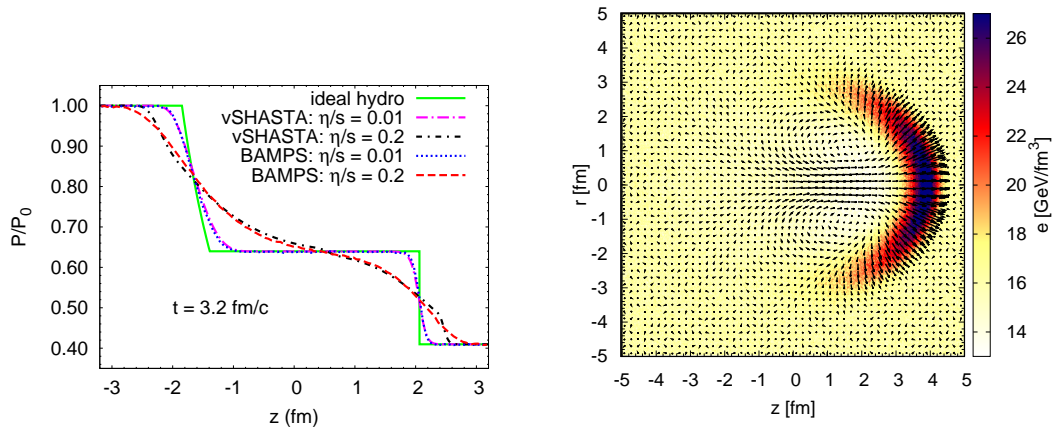 P/P0
1.00
0.90
0.80
0.70
0.60
0.50
0.40
ideal hydro
vSHASTA: η/s = 0.01
vSHASTA: η/s = 0.2
BAMPS: η/s = 0.01
BAMPS: η/s = 0.2
t = 3.2 fm/c
-3 -2 -1 0 1 2 3
z (fm)
r [fm]
5
4
3
2
1
0
-1
-2
-3
-4
-5
-5 -4 -3 -2 -1 0 1 2 3 4 5
z [fm]
26
24
22
20
18
16
14
e [GeV/fm³]